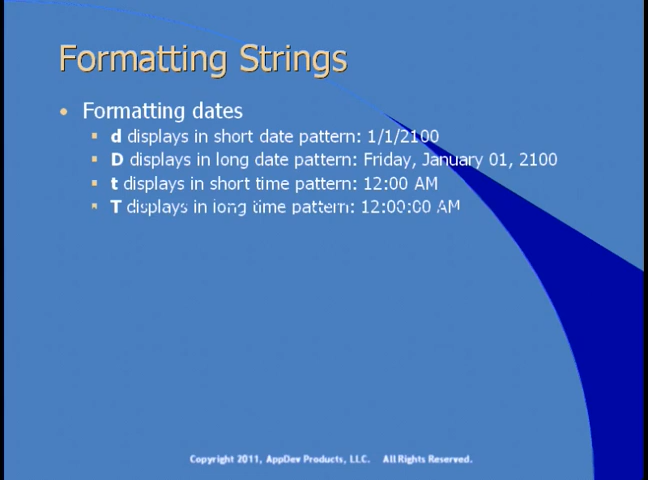 Formatting Strings
Formatting dates
d displays in short date pattern: 1/1/2100
D displays in long date pattern: Friday, January 01, 2100
t displays in short time pattern: 12:00 AM
T displays in long time pattern: 12:00:00 AM
Copyright 2011, AppDev Products, LLC. All Rights Reserved.